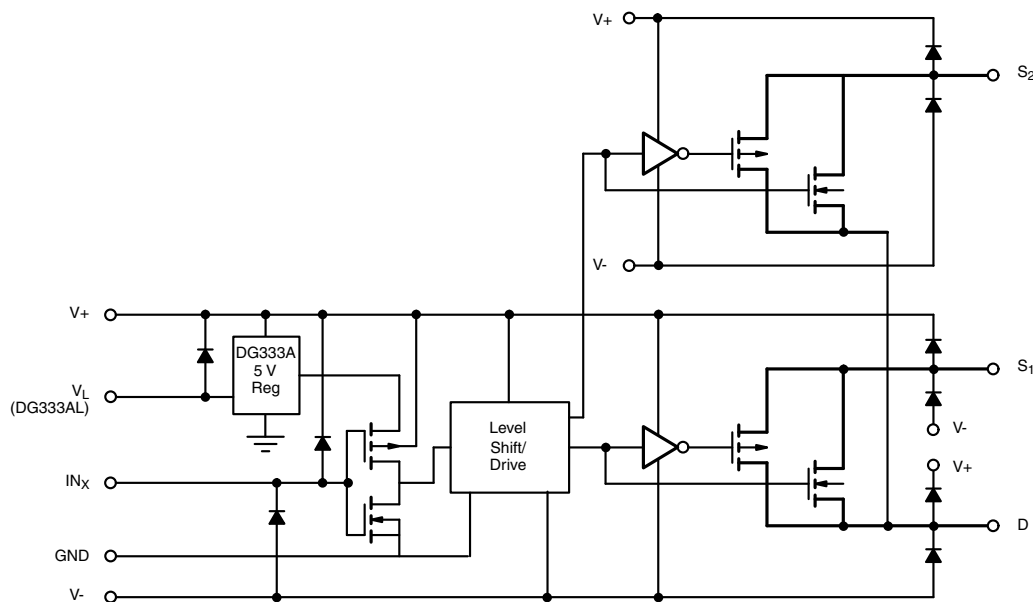 V+
S2
V-
V+
DG333A
5 V
Reg
VL
(DG333AL)
Level
Shift/
Drive
S1
V-
V+
INX
D
GND
V-